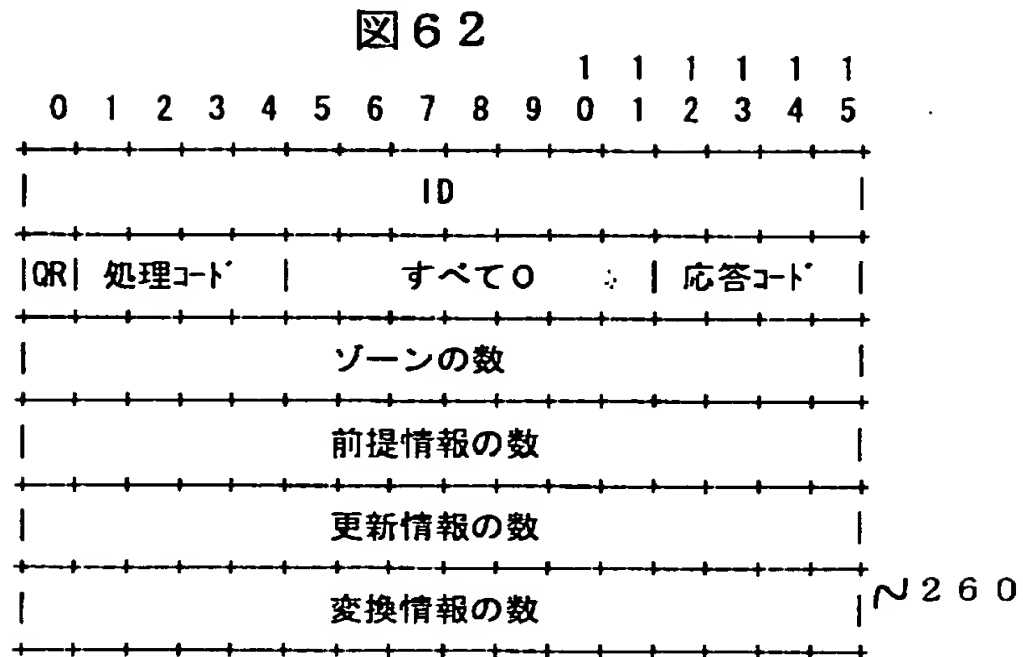 図62
1 1 1 1 1 1
0 1 2 3 4 5 6 7 8 9 0 1 2 3 4 5
ID
QR 処理コード すべて0 応答コード
ゾーンの数
前提情報の数
更新情報の数
変換情報の数
260